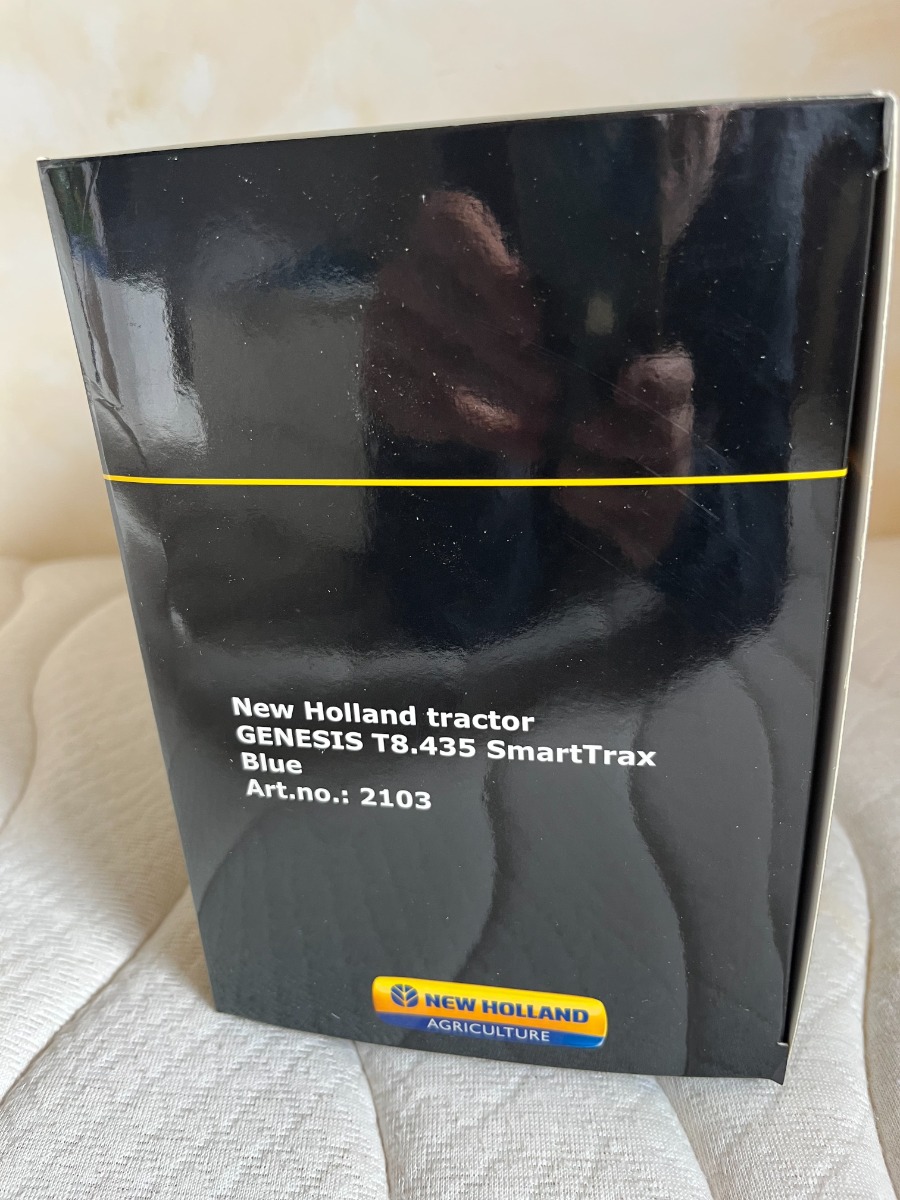 New Holland tractor
GENESIS T8.435 SmartTrax
Blue
Art.no.: 2103
NEW HOLLAND
AGRICULTURE